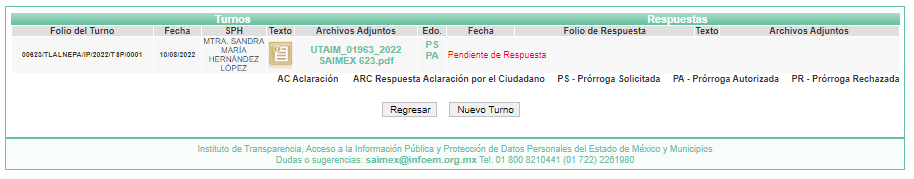 Turnos Respuestas
Folio del Turno Fecha SPH Texto Archivos Adjuntos Edo. Fecha Folio de Respuesta Texto Archivos Adjuntos
00623/TLALNEPA/IP/2022/TSP/0001 10/08/2022 MTRA. SANDRA MARÍA HERNÁNDEZ LÓPEZ UTAIM_01963_2022 SAIMEX 623.pdf PS PA Pendiente de Respuesta
AC Aclaración ARC Respuesta Aclaración por el Ciudadano PS - Prórroga Solicitada PA - Prórroga Autorizada PR - Prórroga Rechazada
Regresar Nuevo Turno
Instituto de Transparencia, Acceso a la Información Pública y Protección de Datos Personales del Estado de México y Municipios
Dudas o sugerencias: saimex@infoem.org.mx Tel. 01 800 8210441 (01 722) 2261980